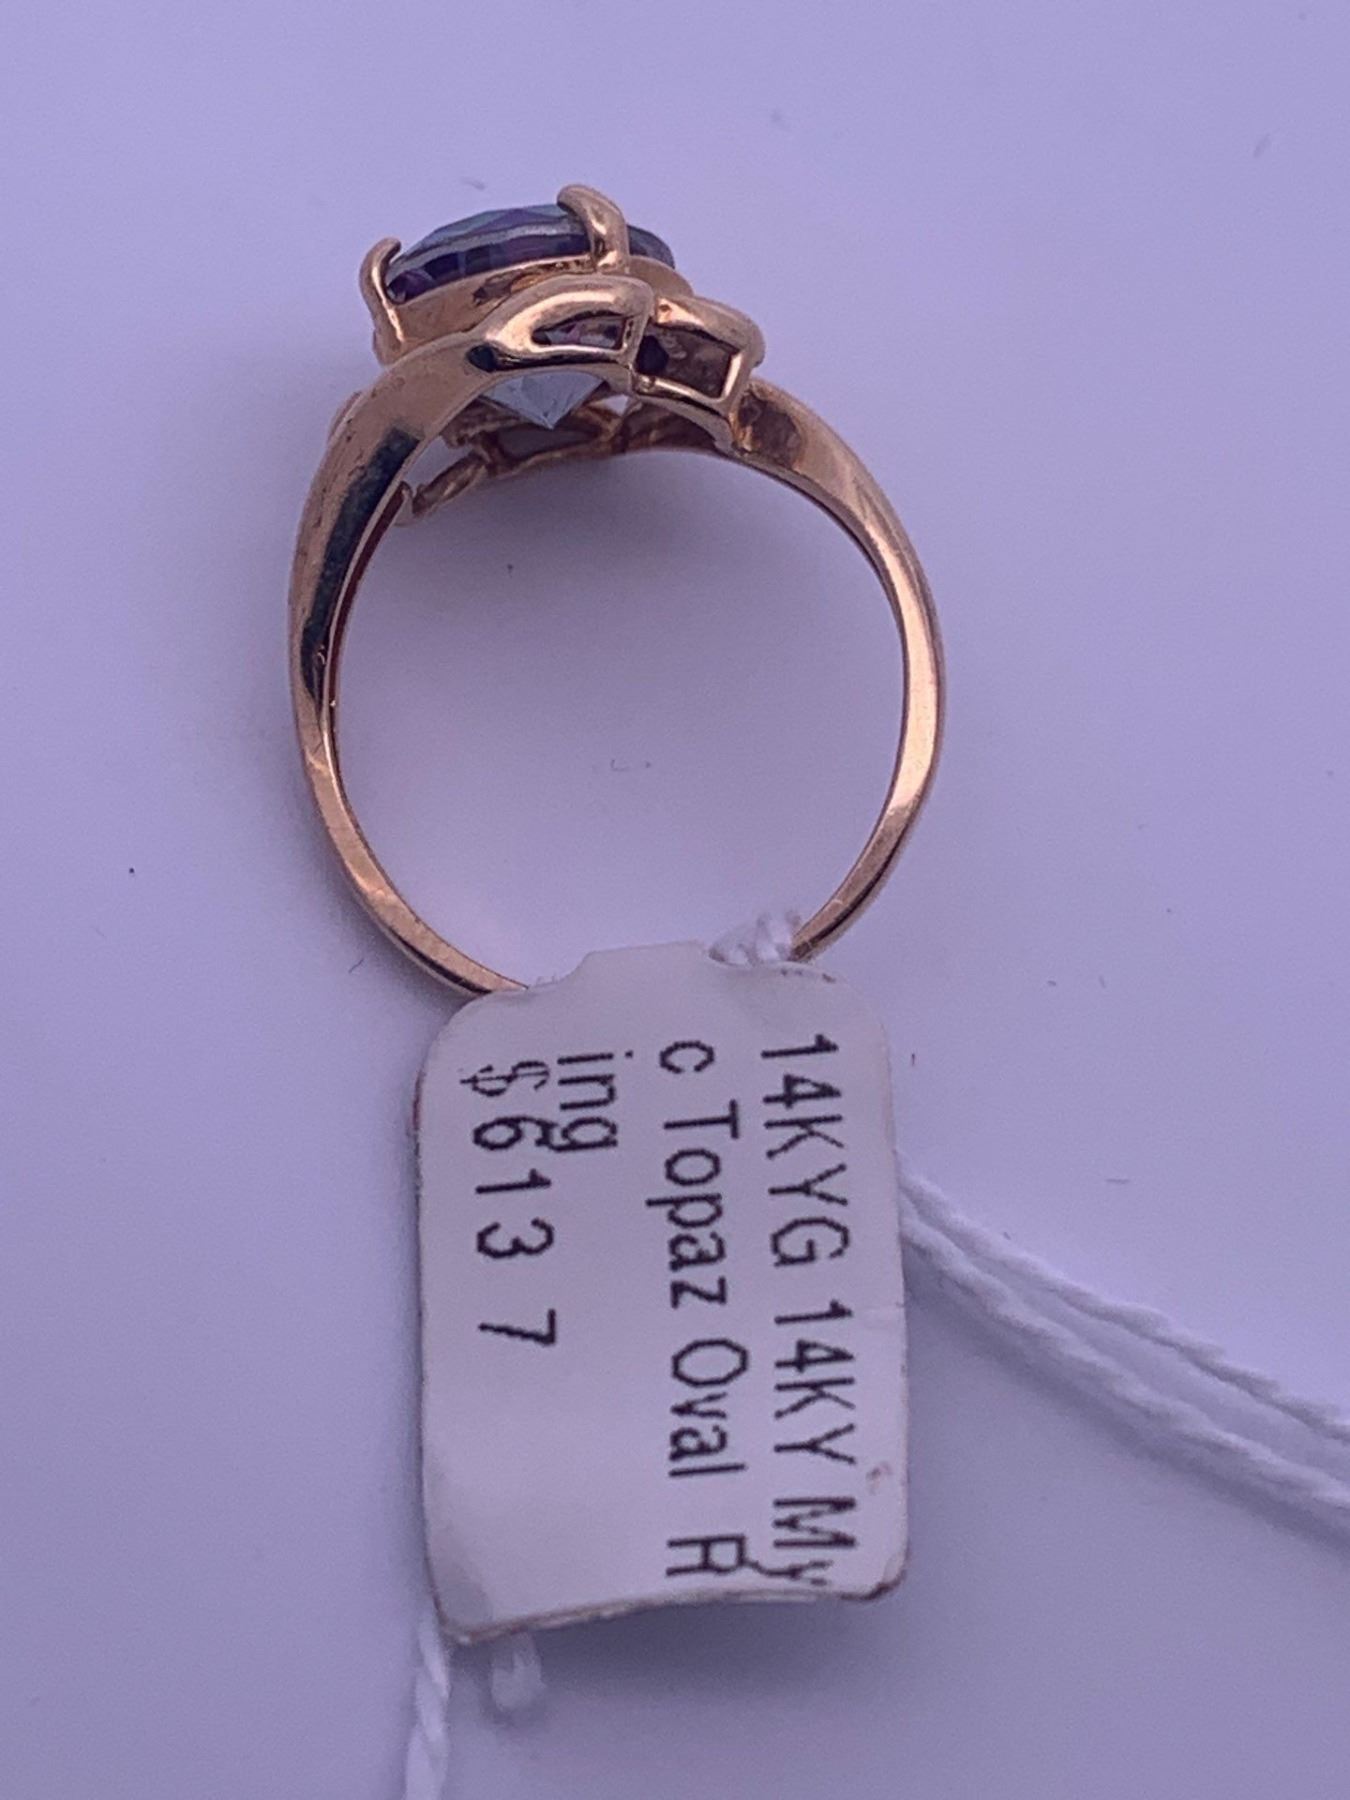 14KYG 14KY My
c Topaz Oval R
ing
$613 7